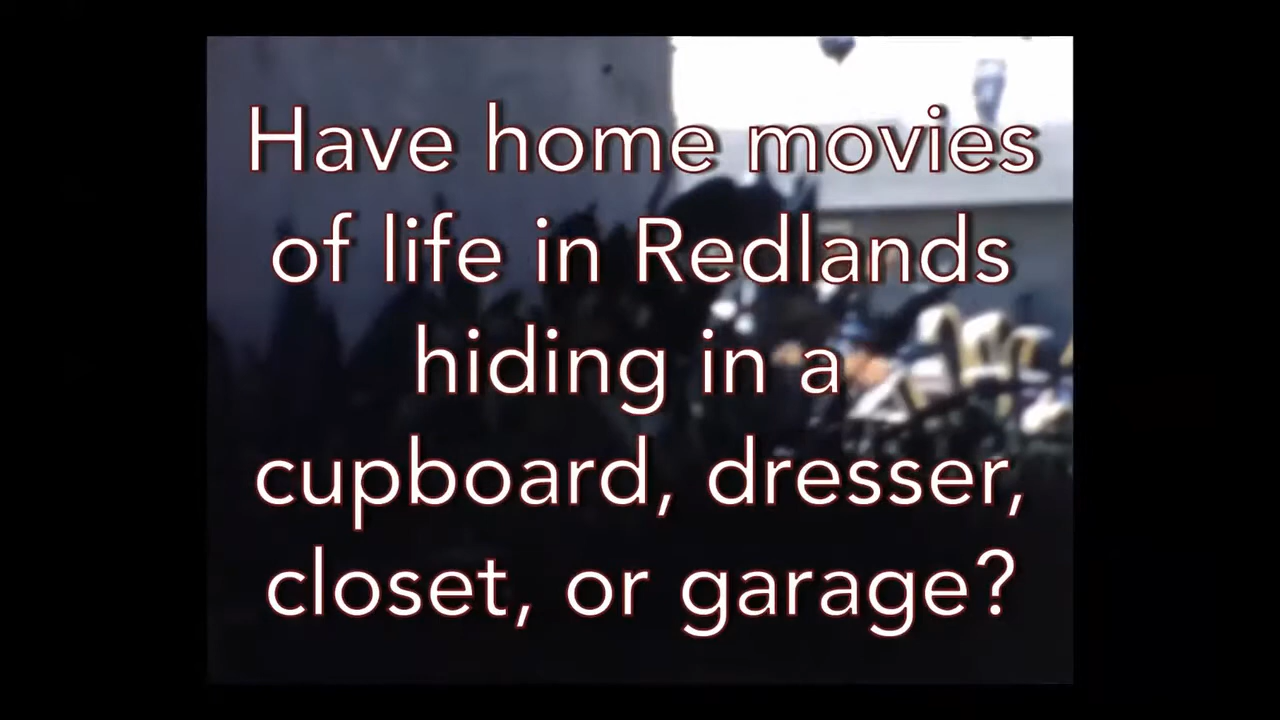 Have home movies
of life in Redlands
hiding in a
cupboard, dresser,
closet, or garage?